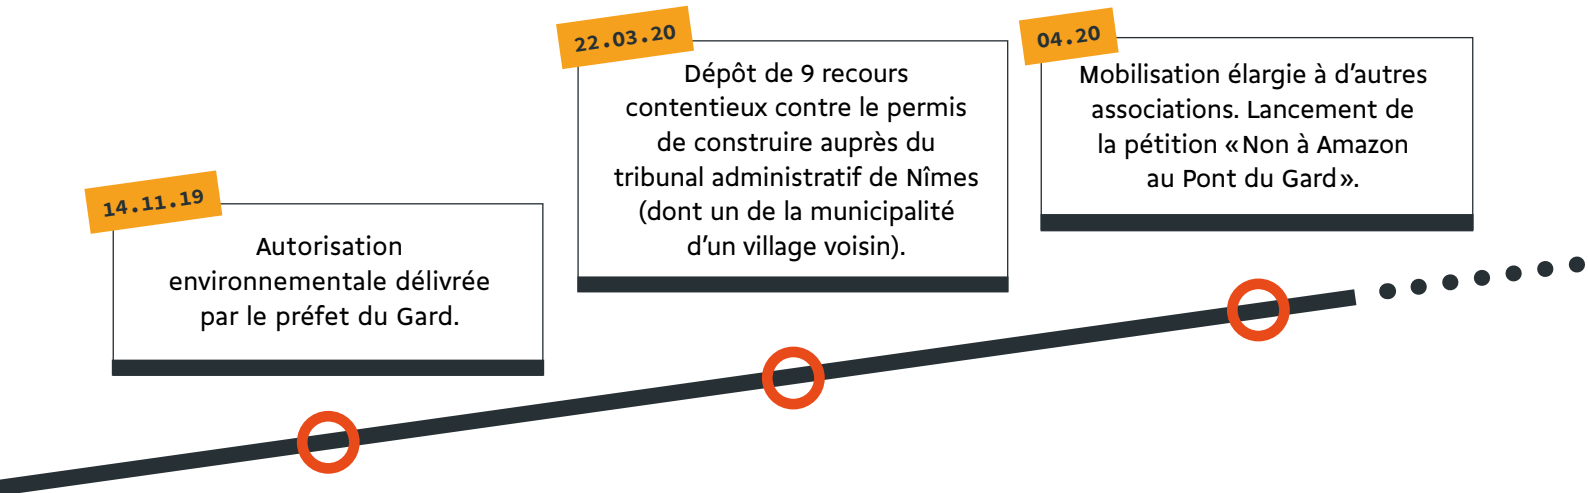 14.11.19
Autorisation
environnementale délivrée
par le préfet du Gard.
22.03.20
Dépôt de 9 recours
contentieux contre le permis
de construire auprès du
tribunal administratif de Nîmes
(dont un de la municipalité
d’un village voisin).
04.20
Mobilisation élargie à d’autres
associations. Lancement de
la pétition «Non à Amazon
au Pont du Gard».